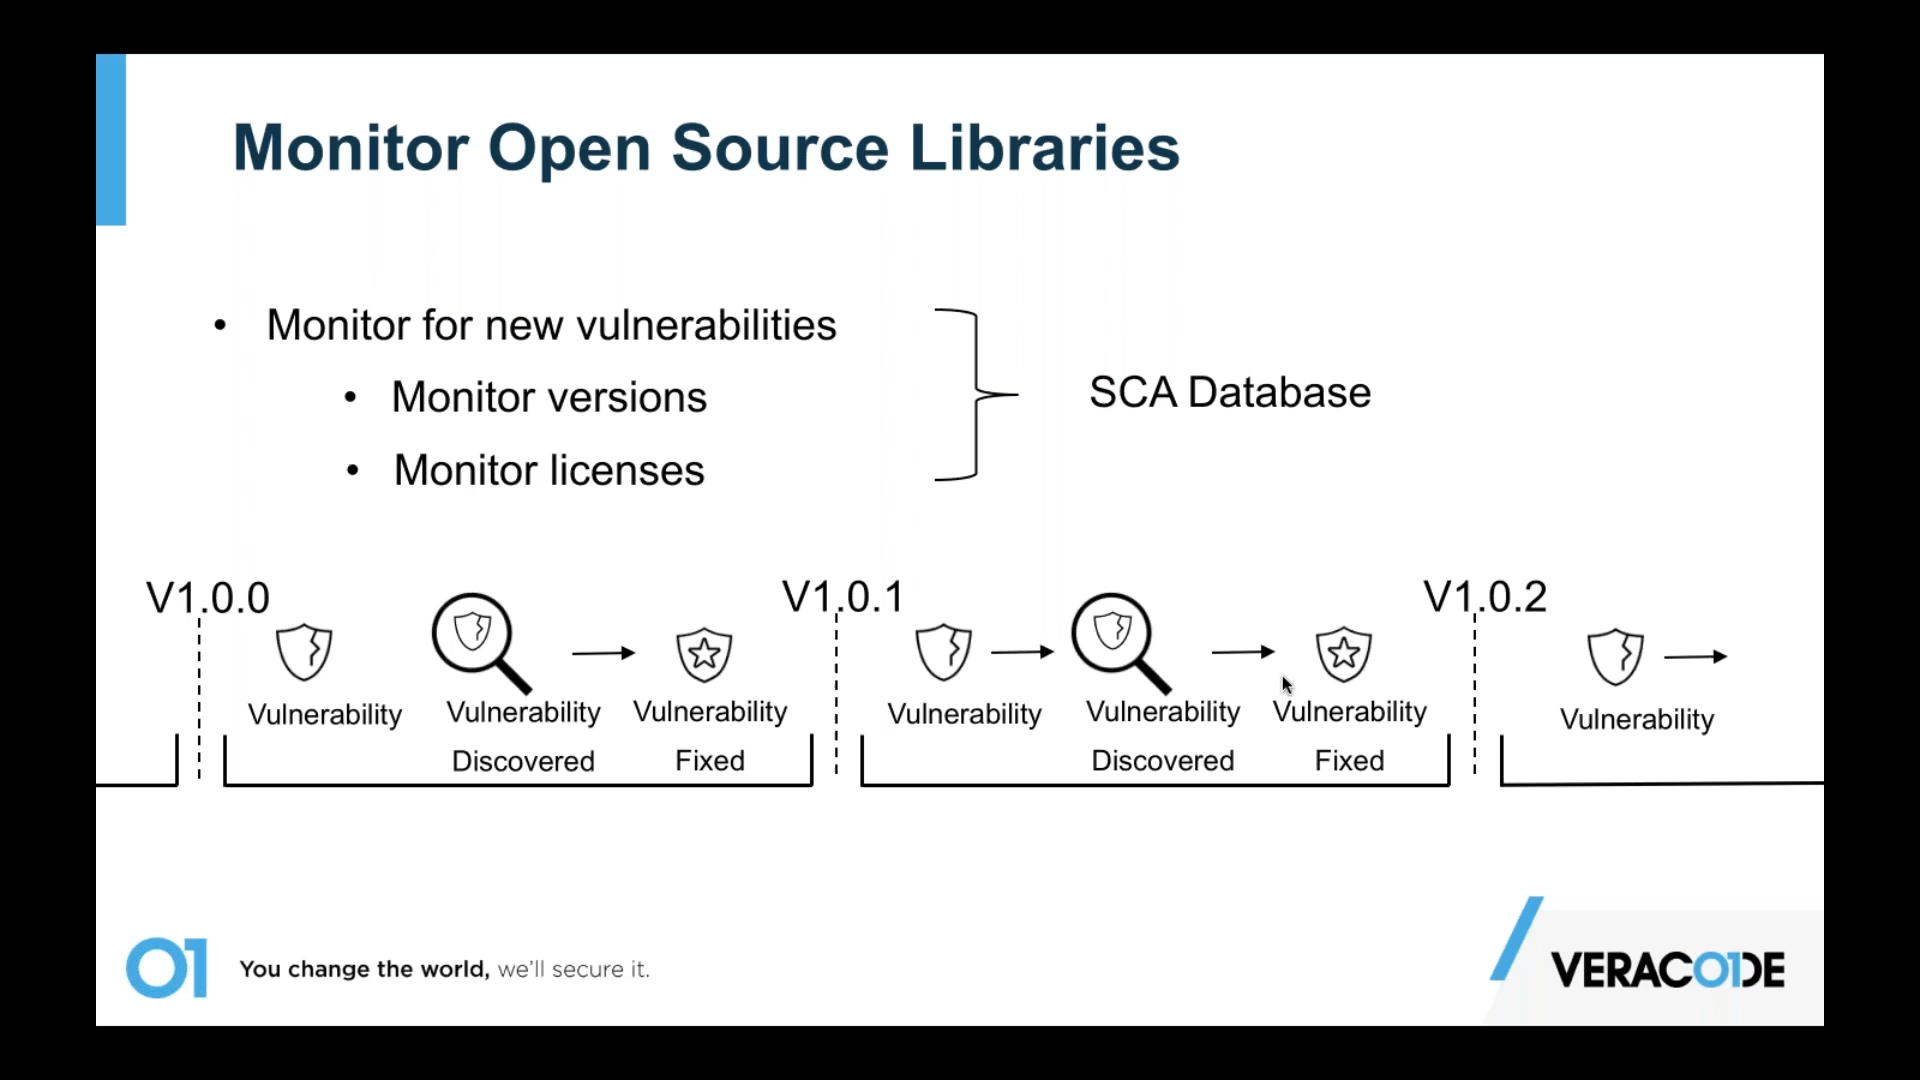 Monitor Open Source Libraries
• Monitor for new vulnerabilities
• Monitor versions
• Monitor licenses
SCA Database
V1.0.0
V1.0.1
V1.0.2
Vulnerability
Vulnerability
Discovered
Vulnerability
Fixed
Vulnerability
Vulnerability
Discovered
Vulnerability
Fixed
Vulnerability
01 You change the world, we'll secure it.
VERACODE